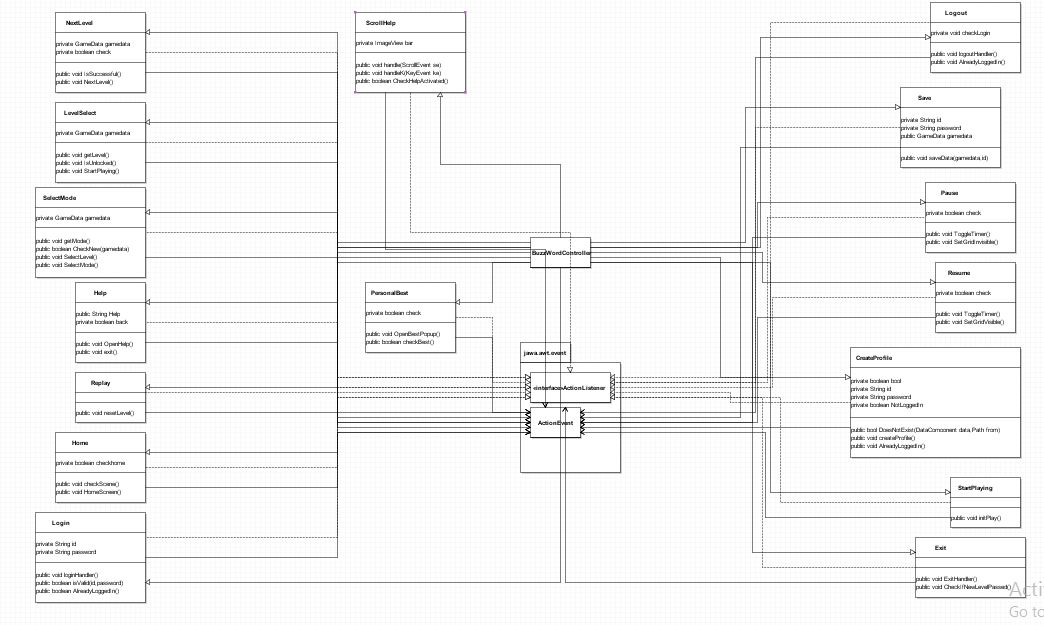 NextLevel
private GameData gamedata
private boolean check
public void IsSuccessful()
public void NextLevel()
LevelSelect
private GameData gamedata
public void getLevel()
public void IsUnlocked()
public void StartPlaying()
SelectMode
private GameData gamedata
public void getMode()
public boolean CheckNew(gamedata)
public void SelectLevel()
public void SelectMode()
Help
public String Help
private boolean back
public void OpenHelp()
public void exit()
Replay
public void resetLevel()
Home
private boolean checkhome
public void checkScene()
public void HomeScreen()
Login
private String id
private String password
public void loginHandler()
public boolean isValid(id,password)
public boolean AlreadyLoggedIn()
ScrollHelp
private ImageView bar
public void handle(ScrollEvent se)
public void handleK(KeyEvent ke)
public boolean CheckHelpActivated()
BuzzWordController
PersonalBest
private boolean check
public void OpenBestPopup()
public boolean checkBest()
java.awt.event
<interface>ActionListener
ActionEvent
Logout
private void checkLogin
public void logoutHandler()
public void AlreadyLoggedIn()
Save
private String id
private String password
public GameData gamedata
public void saveData(gamedata,id)
Pause
private boolean check
public void ToggleTimer()
public void SetGridInvisible()
Resume
private boolean check
public void ToggleTimer()
public void SetGridVisible()
CreateProfile
private boolean bool
private String id
private String password
private boolean NotLoggedIn
public bool DoesNotExist(DataComponent data,Path from)
public void createProfile()
public void AlreadyLoggedIn()
StartPlaying
public void initPlay()
Exit
public void ExitHandler()
public void CheckIfNewLevelPassed()
Acti
Go to